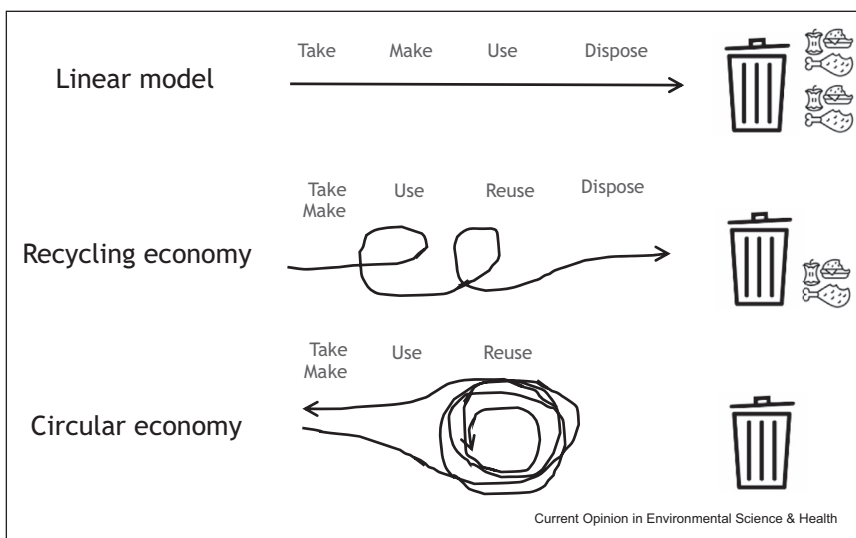 Take Make Use Dispose
Linear model
Take Use Reuse Dispose
Make
Recycling economy
Take Use Reuse
Make
Circular economy
Current Opinion in Environmental Science & Health